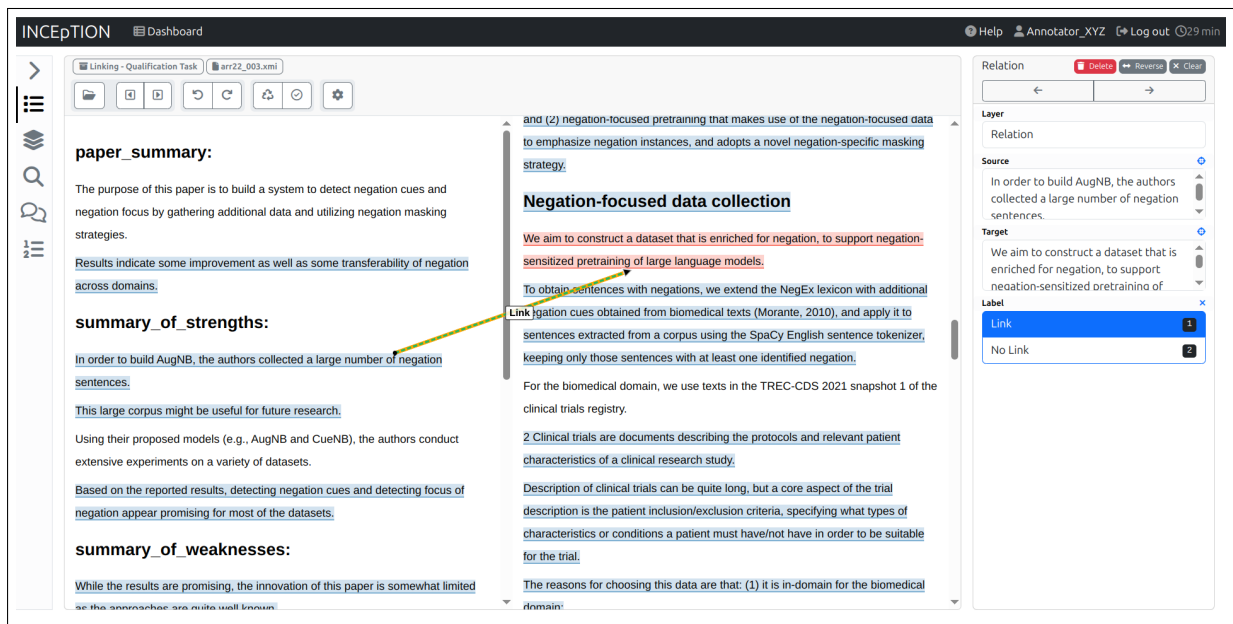 INCEpTION
Dashboard
Help
Annotator_XYZ
Log out
29 min
Linking - Qualification Task
arr22_003.xmi
paper_summary:
The purpose of this paper is to build a system to detect negation cues and
negation focus by gathering additional data and utilizing negation masking
strategies.
Results indicate some improvement as well as some transferability of negation
across domains.
summary_of_strengths:
In order to build AugNB, the authors collected a large number of negation
sentences.
This large corpus might be useful for future research.
Using their proposed models (e.g., AugNB and CueNB), the authors conduct
extensive experiments on a variety of datasets.
Based on the reported results, detecting negation cues and detecting focus of
negation appear promising for most of the datasets.
summary_of_weaknesses:
While the results are promising, the innovation of this paper is somewhat limited
as the approaches are quite well known.
and (2) negation-focused pretraining that makes use of the negation-focused data
to emphasize negation instances, and adopts a novel negation-specific masking
strategy.
Negation-focused data collection
We aim to construct a dataset that is enriched for negation, to support negation-
sensitized pretraining of large language models.
To obtain sentences with negations, we extend the NegEx lexicon with additional
Link
negation cues obtained from biomedical texts (Morante, 2010), and apply it to
sentences extracted from a corpus using the SpaCy English sentence tokenizer,
keeping only those sentences with at least one identified negation.
For the biomedical domain, we use texts in the TREC-CDS 2021 snapshot 1 of the
clinical trials registry.
2 Clinical trials are documents describing the protocols and relevant patient
characteristics of a clinical research study.
Description of clinical trials can be quite long, but a core aspect of the trial
description is the patient inclusion/exclusion criteria, specifying what types of
characteristics or conditions a patient must have/not have in order to be suitable
for the trial.
The reasons for choosing this data are that: (1) it is in-domain for the biomedical
domain;
Relation
Delete
Reverse
Clear
Layer
Relation
Source
In order to build AugNB, the authors
collected a large number of negation
sentences.
Target
We aim to construct a dataset that is
enriched for negation, to support
negation-sensitized pretraining of
Label
Link 1
No Link 2